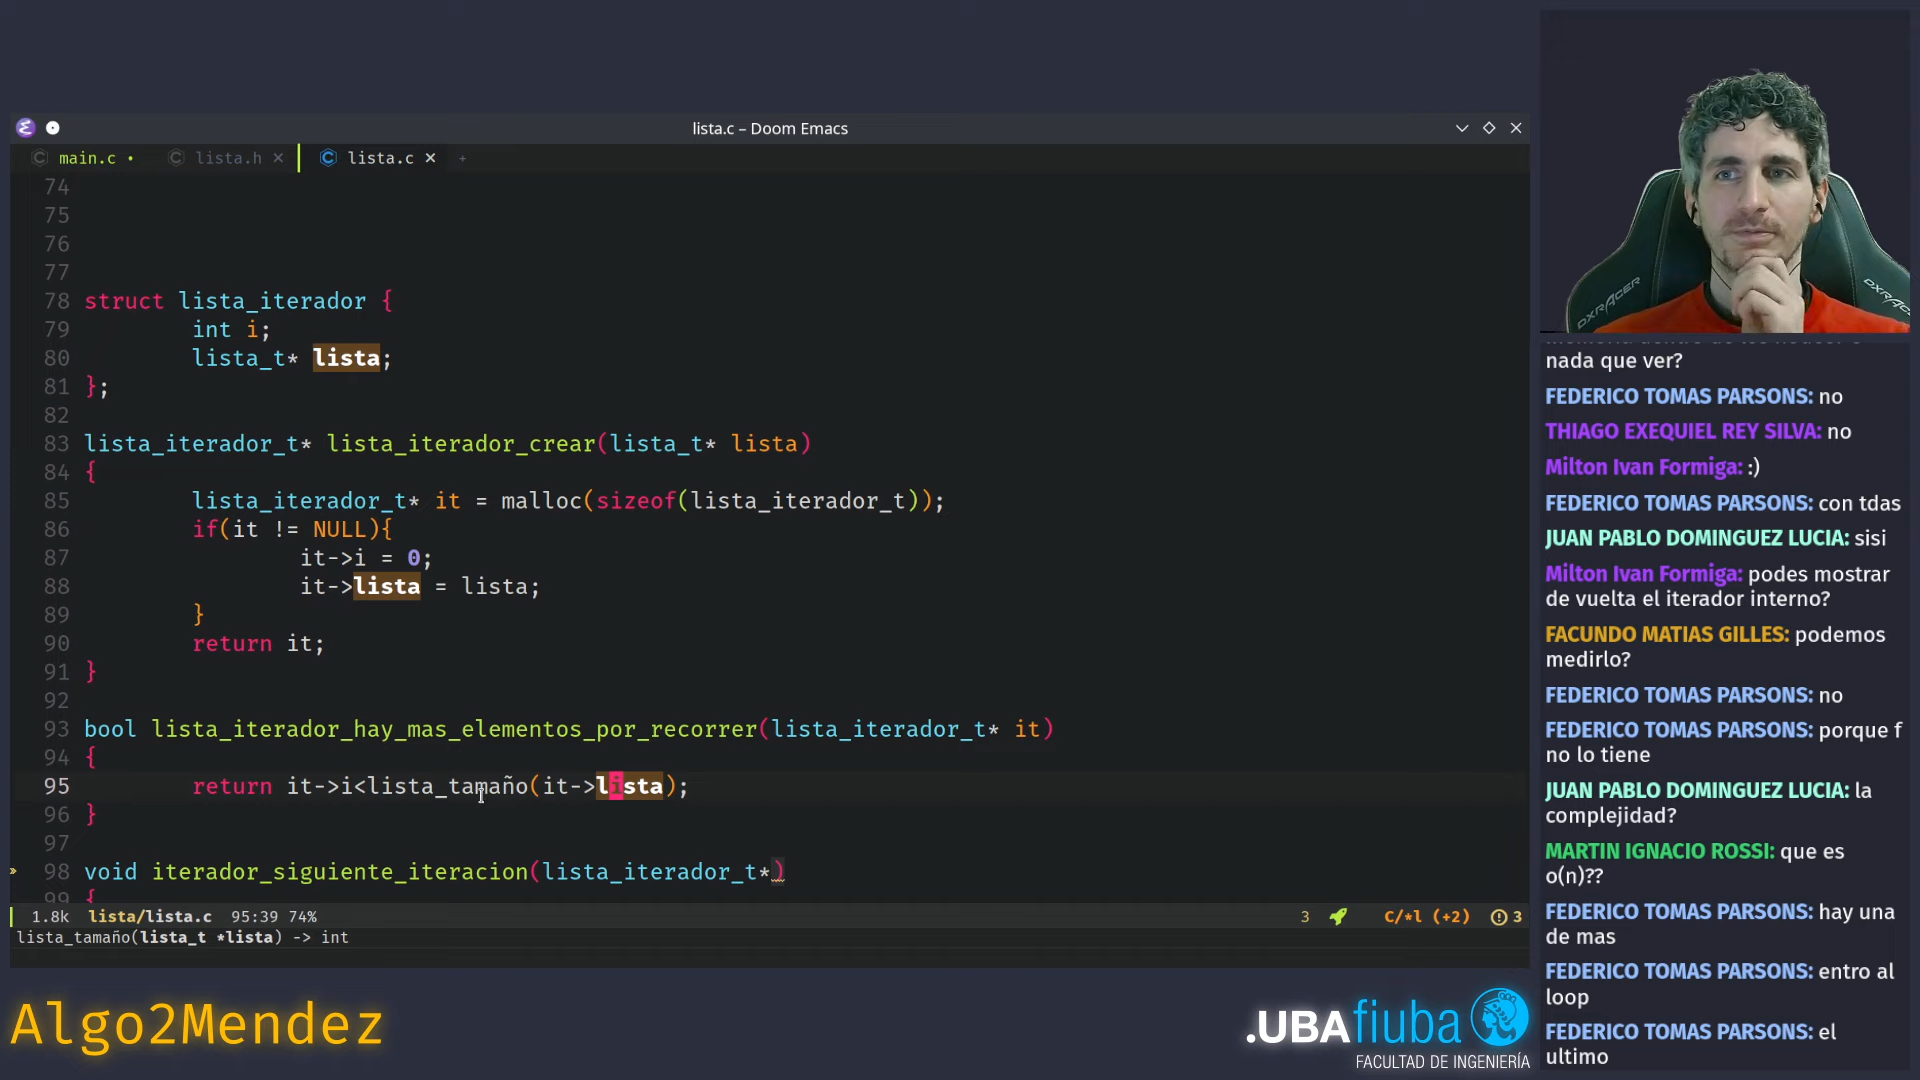 lista.c – Doom Emacs
main.c •
lista.h ×
lista.c ×
+
74
75
76
77
78 struct lista_iterador {
79 int i;
80 lista_t* lista;
81 };
82
83 lista_iterador_t* lista_iterador_crear(lista_t* lista)
84 {
85 lista_iterador_t* it = malloc(sizeof(lista_iterador_t));
86 if(it != NULL){
87 it->i = 0;
88 it->lista = lista;
89 }
90 return it;
91 }
92
93 bool lista_iterador_hay_mas_elementos_por_recorrer(lista_iterador_t* it)
94 {
95 return it->i<lista_tamaño(it->lista);
96 }
97
» 98 void iterador_siguiente_iteracion(lista_iterador_t*)
99 {
1.8k lista/lista.c 95:39 74% 3 C/*l (+2) 3
lista_tamaño(lista_t *lista) -> int
Algo2Mendez
.UBAfiuba
FACULTAD DE INGENIERÍA
DXRACER
nada que ver?
FEDERICO TOMAS PARSONS: no
THIAGO EXEQUIEL REY SILVA: no
Milton Ivan Formiga: :)
FEDERICO TOMAS PARSONS: con tdas
JUAN PABLO DOMINGUEZ LUCIA: sisi
Milton Ivan Formiga: podes mostrar
de vuelta el iterador interno?
FACUNDO MATIAS GILLES: podemos
medirlo?
FEDERICO TOMAS PARSONS: no
FEDERICO TOMAS PARSONS: porque f
no lo tiene
JUAN PABLO DOMINGUEZ LUCIA: la
complejidad?
MARTIN IGNACIO ROSSI: que es
o(n)??
FEDERICO TOMAS PARSONS: hay una
de mas
FEDERICO TOMAS PARSONS: entro al
loop
FEDERICO TOMAS PARSONS: el
ultimo